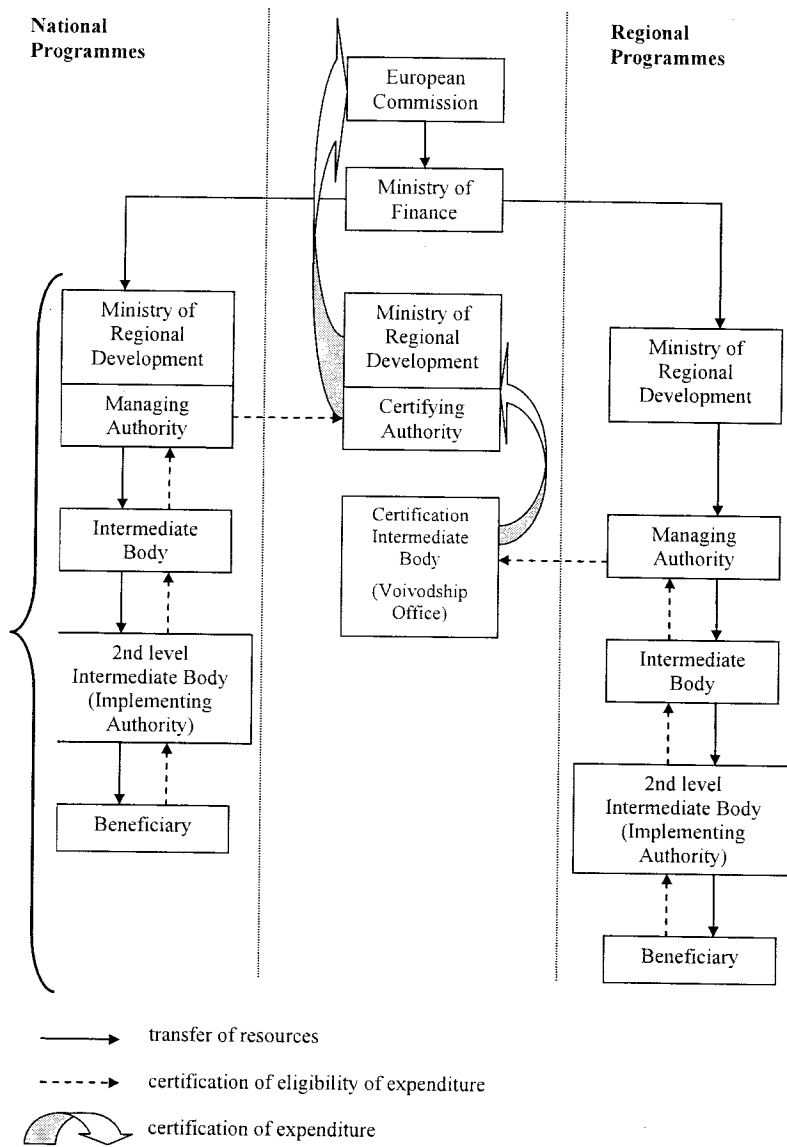 National
Programmes
Regional
Programmes
European
Commission
Ministry of
Finance
Ministry of
Regional
Development
Managing
Authority
Intermediate
Body
2nd level
Intermediate Body
(Implementing
Authority)
Beneficiary
Ministry of
Regional
Development
Certifying
Authority
Certification
Intermediate
Body
(Voivodship
Office)
Ministry of
Regional
Development
Managing
Authority
Intermediate
Body
2nd level
Intermediate Body
(Implementing
Authority)
Beneficiary
transfer of resources
certification of eligibility of expenditure
certification of expenditure